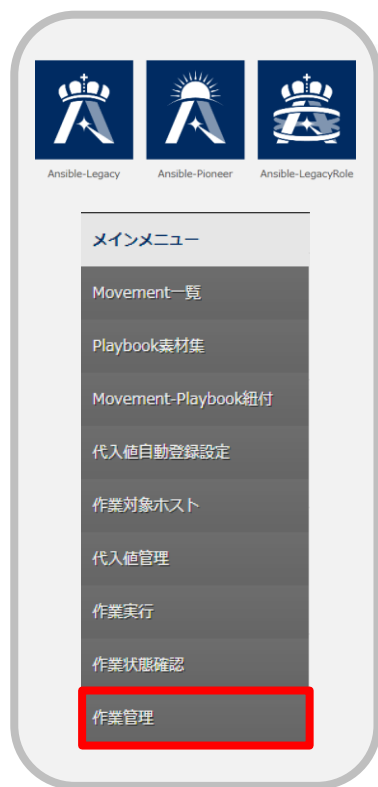 Ansible-Legacy
Ansible-Pioneer
Ansible-LegacyRole
メインメニュー
Movement一覧
Playbook素材集
Movement-Playbook紐付
代入値自動登録設定
作業対象ホスト
代入値管理
作業実行
作業状態確認
作業管理